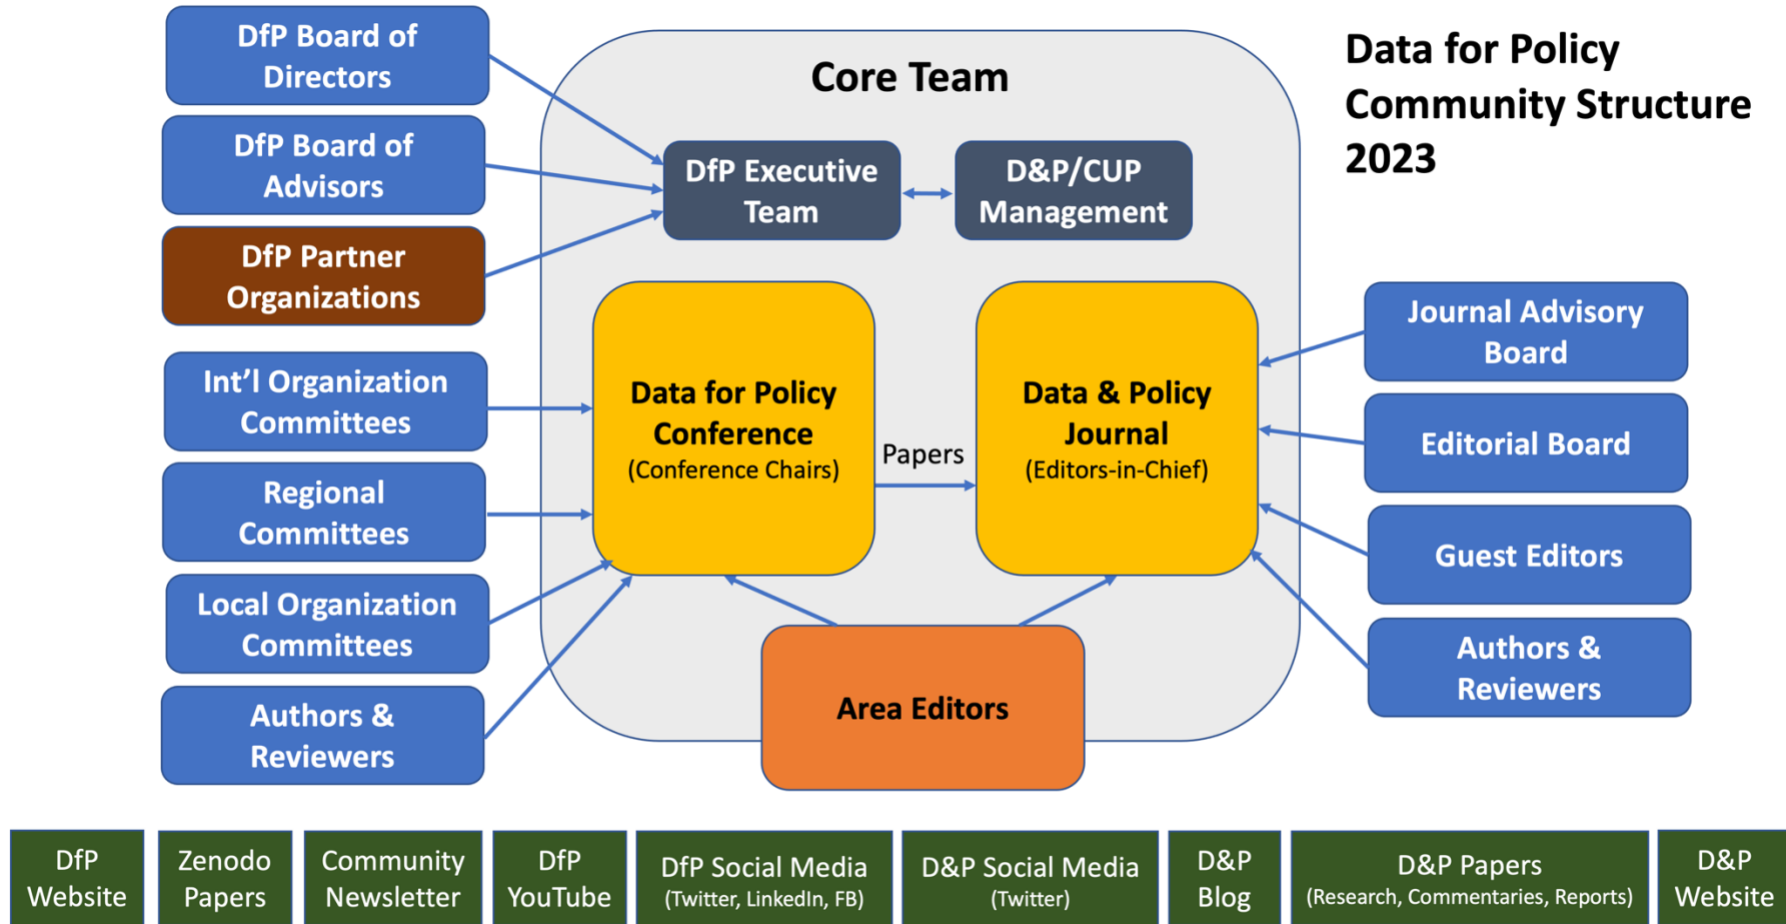 Data for Policy
Community Structure
2023
Core Team
DfP Board of
Directors
DfP Board of
Advisors
DfP Partner
Organizations
DfP Executive
Team
D&P/CUP
Management
Int’l Organization
Committees
Regional
Committees
Local Organization
Committees
Authors &
Reviewers
Data for Policy
Conference
(Conference Chairs)
Papers
Data & Policy
Journal
(Editors-in-Chief)
Area Editors
Journal Advisory
Board
Editorial Board
Guest Editors
Authors &
Reviewers
DfP
Website
Zenodo
Papers
Community
Newsletter
DfP
YouTube
DfP Social Media
(Twitter, LinkedIn, FB)
D&P Social Media
(Twitter)
D&P
Blog
D&P Papers
(Research, Commentaries, Reports)
D&P
Website